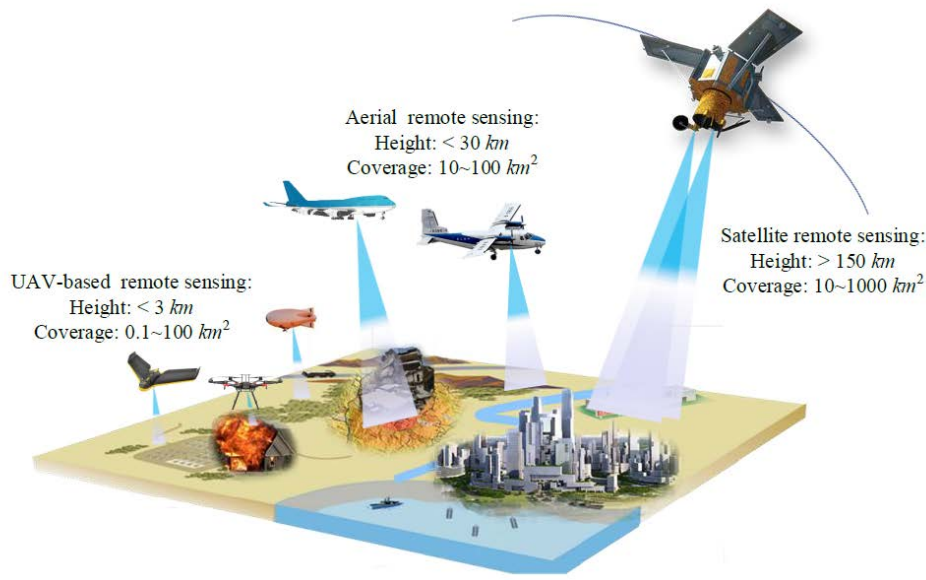 Aerial remote sensing:
Height: < 30 km
Coverage: 10~100 km²
Satellite remote sensing:
Height: > 150 km
Coverage: 10~1000 km²
UAV-based remote sensing:
Height: < 3 km
Coverage: 0.1~100 km²